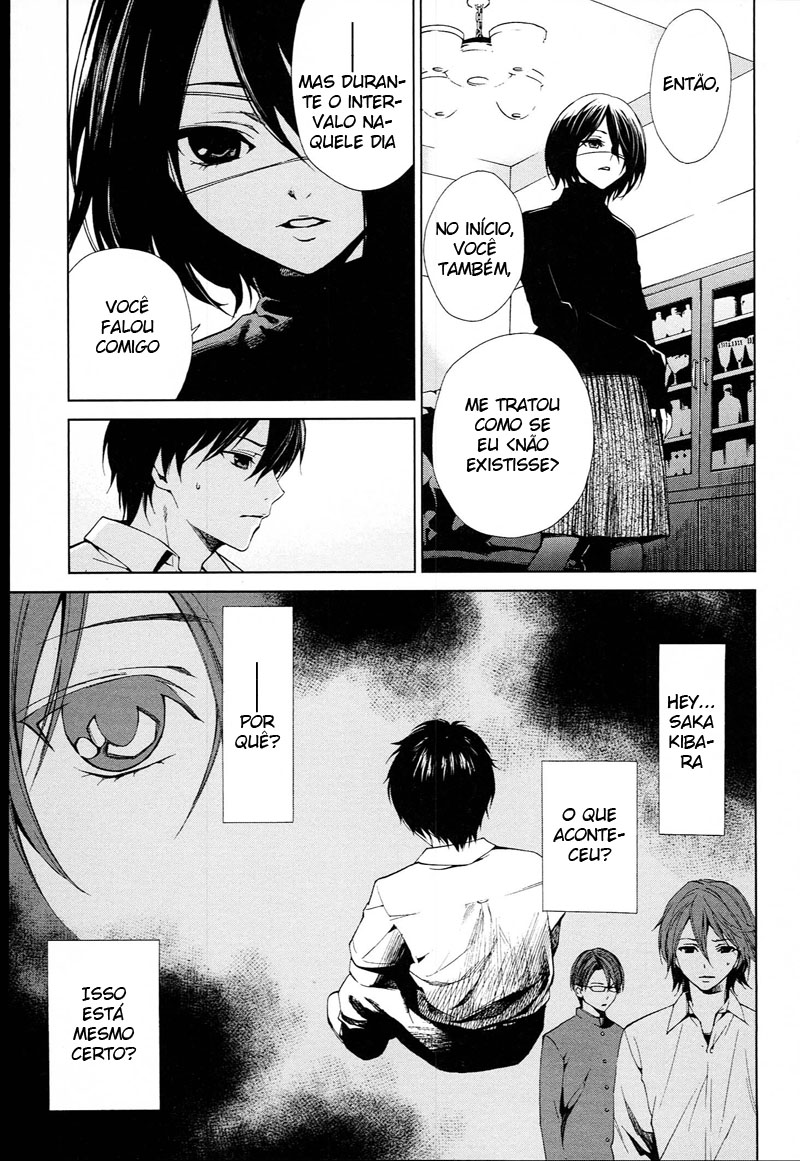 ENTÃO,
NO INÍCIO,
VOCÊ
TAMBÉM,
ME TRATOU
COMO SE
EU <NÃO
EXISTISSE>
MAS DURAN-
TE O INTER-
VALO NA-
QUELE DIA
VOCÊ
FALOU
COMIGO
HEY...
SAKA
KIBA-
RA
O QUE
ACONTE-
CEU?
POR
QUÊ?
ISSO
ESTÁ
MESMO
CERTO?